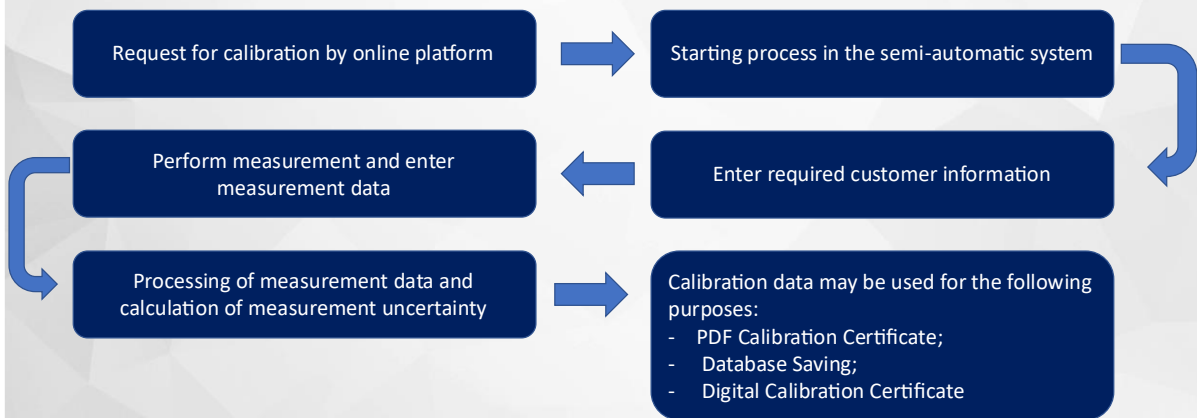 Request for calibration by online platform
Starting process in the semi-automatic system
Enter required customer information
Perform measurement and enter
measurement data
Processing of measurement data and
calculation of measurement uncertainty
Calibration data may be used for the following
purposes:
- PDF Calibration Certificate;
- Database Saving;
- Digital Calibration Certificate